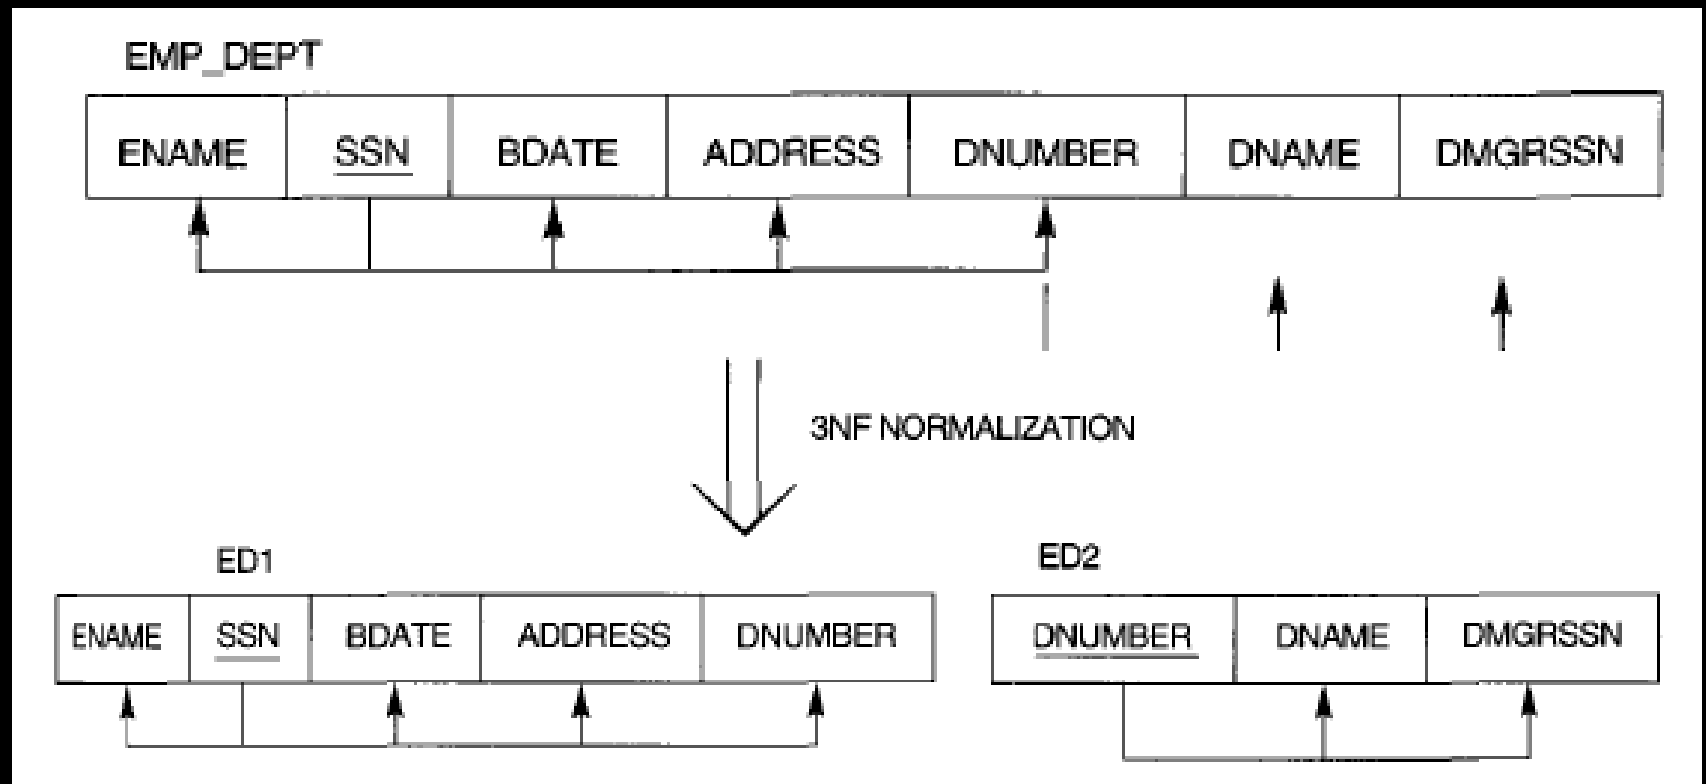 EMP_DEPT
ENAME SSN BDATE ADDRESS DNUMBER DNAME DMGRSSN
3NF NORMALIZATION
ED1
ENAME SSN BDATE ADDRESS DNUMBER
ED2
DNUMBER DNAME DMGRSSN